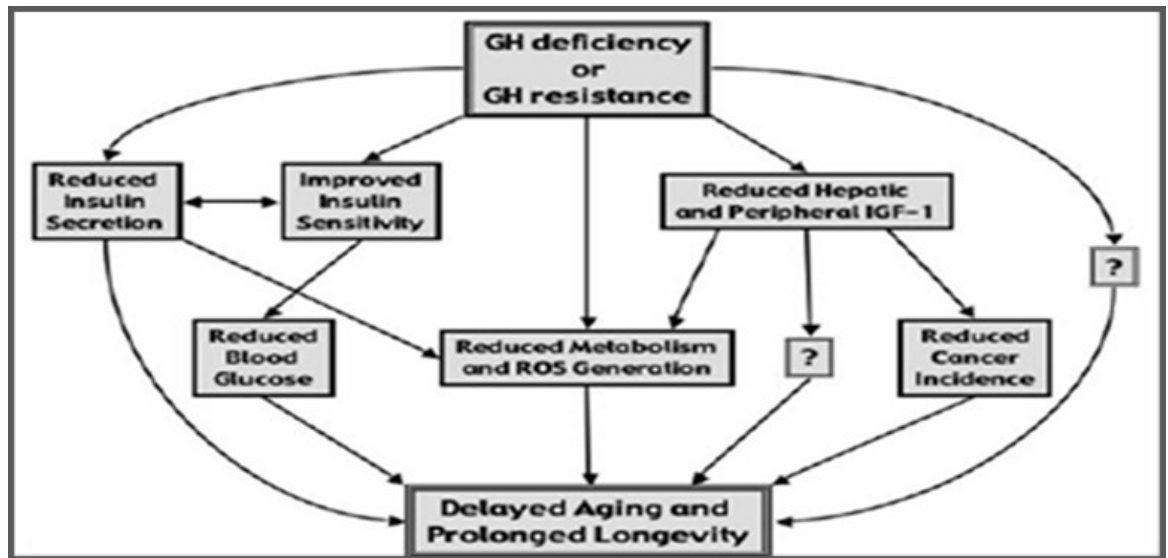 GH deficiency
or
GH resistance
Reduced
Insulin
Secretion
Improved
Insulin
Sensitivity
Reduced Hepatic
and Peripheral IGF-1
?
Reduced
Blood
Glucose
Reduced Metabolism
and ROS Generation
?
Reduced
Cancer
Incidence
Delayed Aging and
Prolonged Longevity